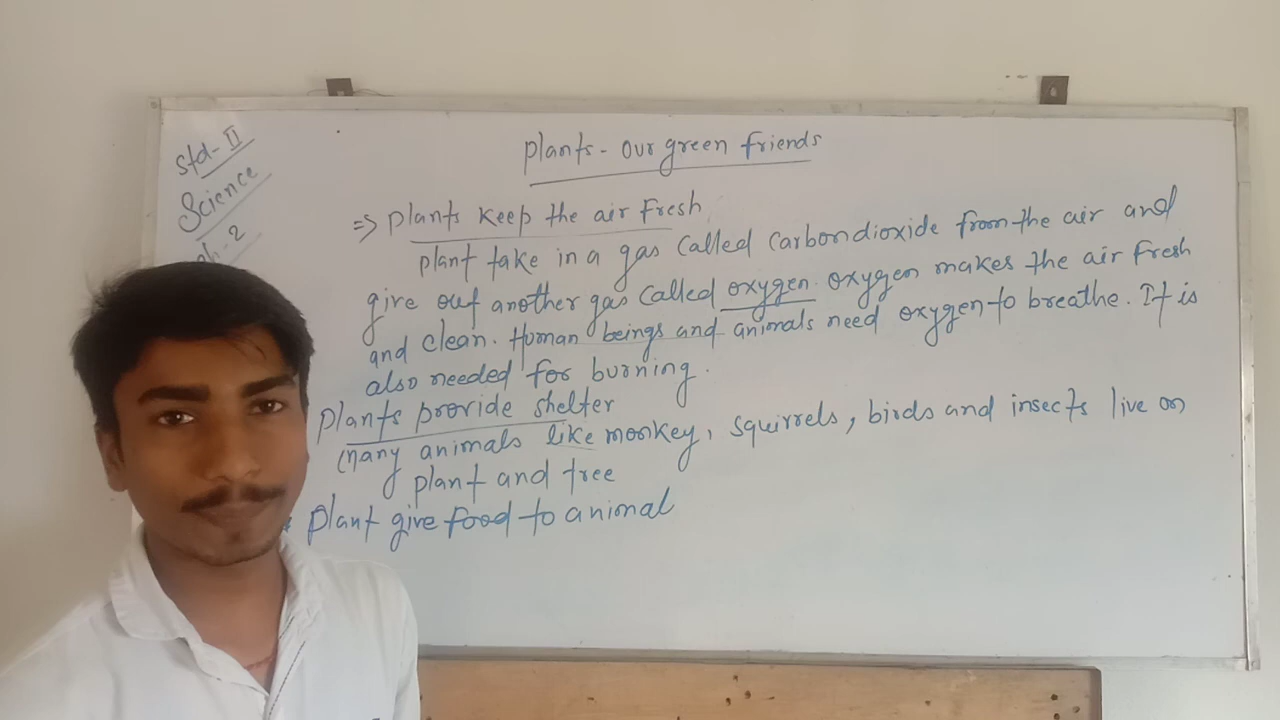 Std-II
Science
ch-2
Plants - Our green friends
⇒ Plants keep the air Fresh
plant take in a gas called Carbondioxide from the air and
give out another gas called oxygen. oxygen makes the air Fresh
and clean. Human beings and animals need oxygen to breathe. It is
also needed for burning.
Plants provide shelter
Many animals like monkey, squirrels, birds and insects live on
plant and tree
plant give food to animal